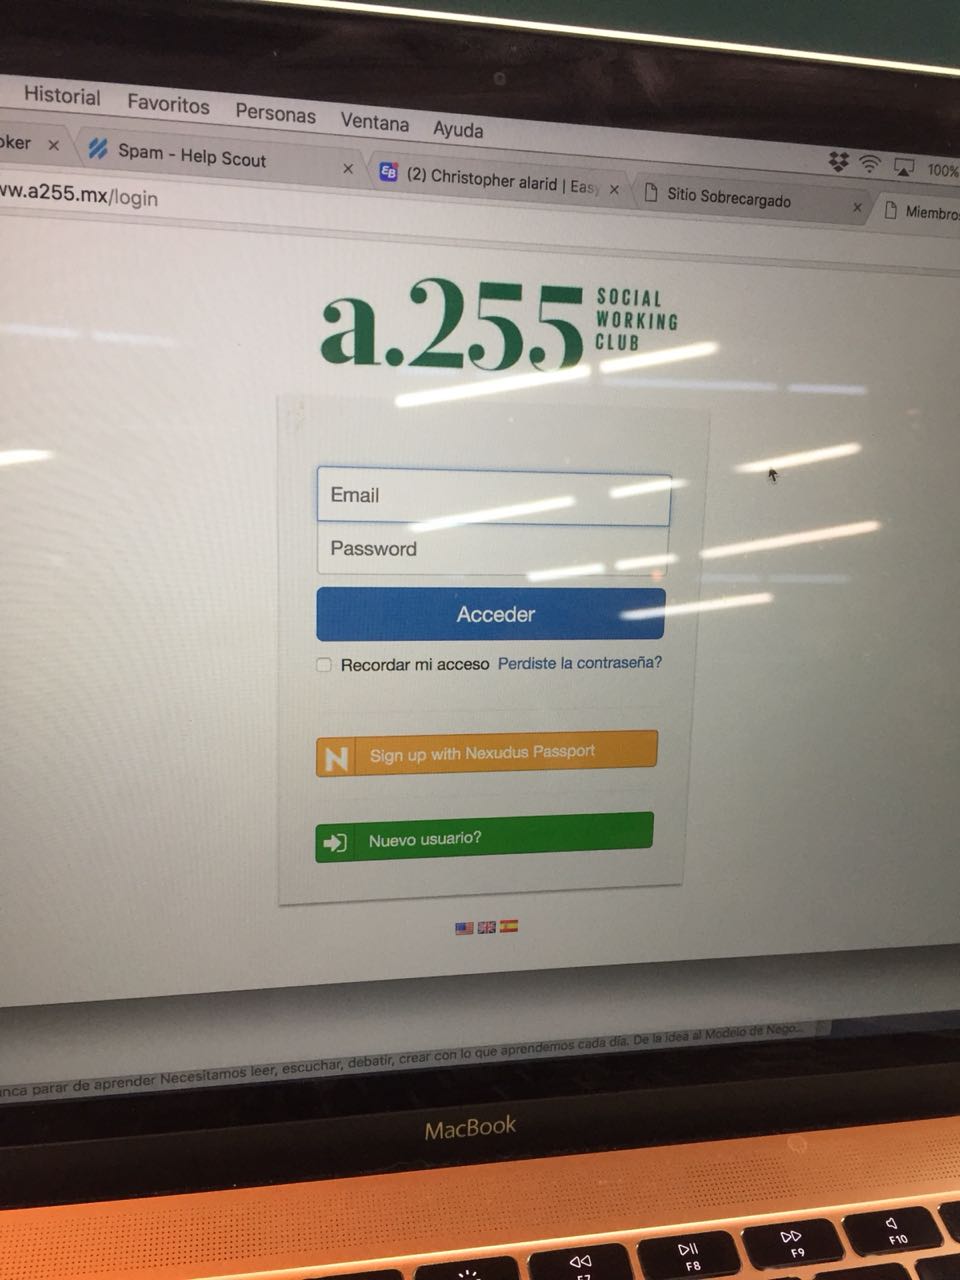 Historial Favoritos Personas Ventana Ayuda
100%
oker Spam - Help Scout (2) Christopher alarid | Easy Sitio Sobrecargado Miembros
ww.a255.mx/login
a.255 SOCIAL
WORKING
CLUB
Email
Password
Acceder
Recordar mi acceso Perdiste la contraseña?
N Sign up with Nexudus Passport
Nuevo usuario?
nca parar de aprender Necesitamos leer, escuchar, debatir, crear con lo que aprendemos cada día. De la idea al Modelo de Nego...
MacBook
F7 F8 F9 F10